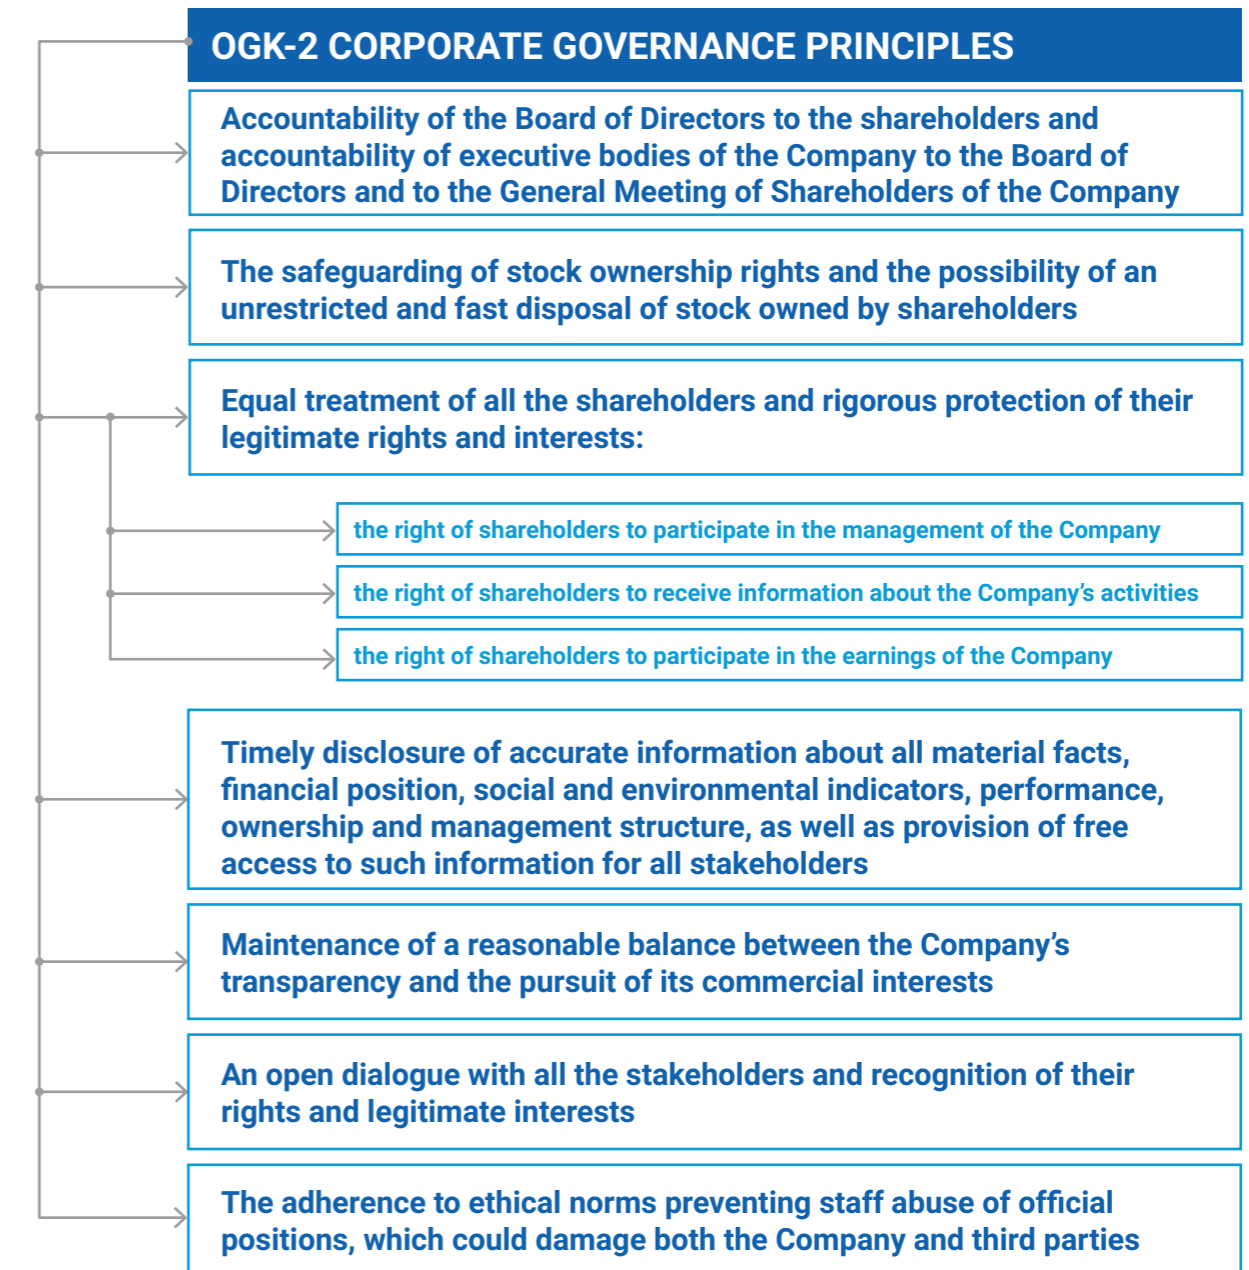 OGK-2 CORPORATE GOVERNANCE PRINCIPLES
Accountability of the Board of Directors to the shareholders and
accountability of executive bodies of the Company to the Board of
Directors and to the General Meeting of Shareholders of the Company
The safeguarding of stock ownership rights and the possibility of an
unrestricted and fast disposal of stock owned by shareholders
Equal treatment of all the shareholders and rigorous protection of their
legitimate rights and interests:
the right of shareholders to participate in the management of the Company
the right of shareholders to receive information about the Company’s activities
the right of shareholders to participate in the earnings of the Company
Timely disclosure of accurate information about all material facts,
financial position, social and environmental indicators, performance,
ownership and management structure, as well as provision of free
access to such information for all stakeholders
Maintenance of a reasonable balance between the Company’s
transparency and the pursuit of its commercial interests
An open dialogue with all the stakeholders and recognition of their
rights and legitimate interests
The adherence to ethical norms preventing staff abuse of official
positions, which could damage both the Company and third parties